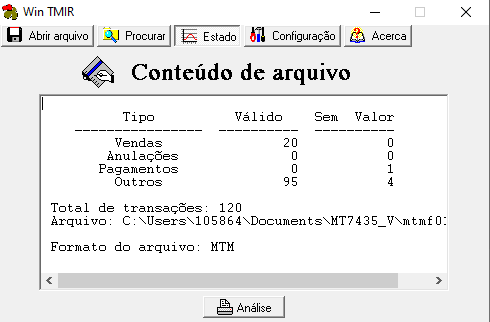 Win TMIR
Abrir arquivo Procurar Estado Configuração Acerca
Conteúdo de arquivo
Tipo Válido Sem Valor
---------------- ---------- --- ------
Vendas 20 0
Anulações 0 0
Pagamentos 0 1
Outros 95 4
Total de transações: 120
Arquivo: C:\Users\105864\Documents\MT7435_V\mtmf01
Formato do arquivo: MTM
Análise